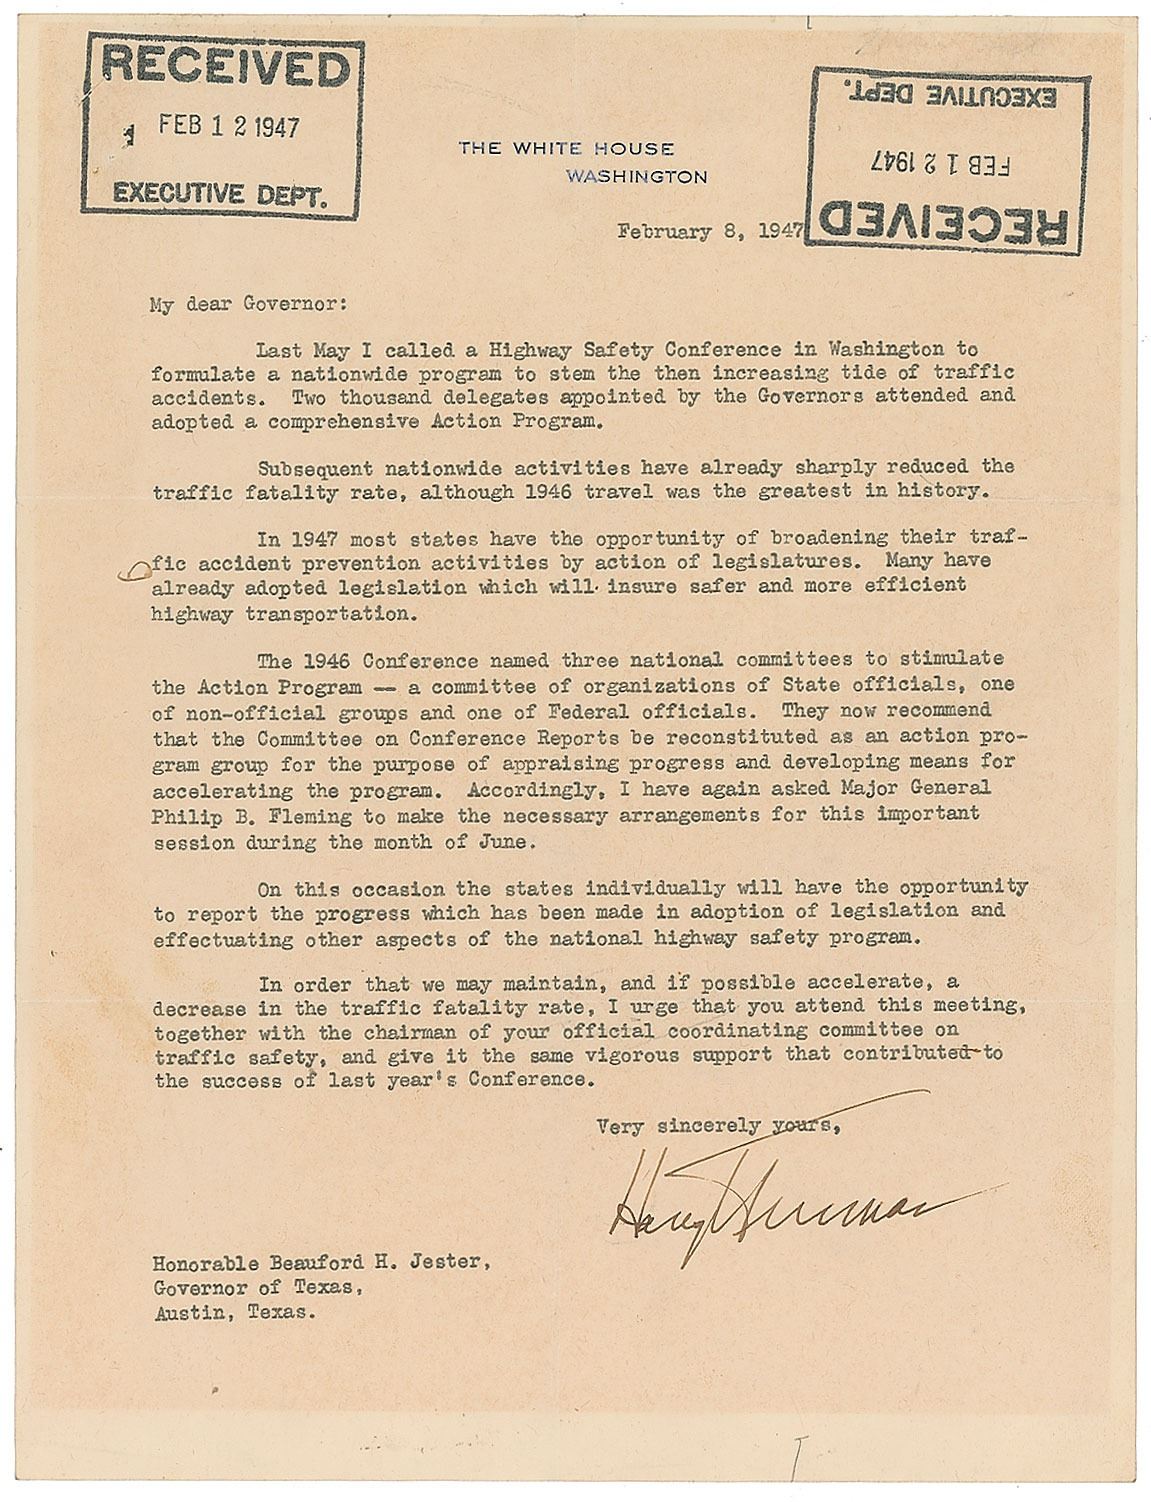 RECEIVED
FEB 12 1947
EXECUTIVE DEPT.
RECEIVED
FEB 12 1947
EXECUTIVE DEPT.
THE WHITE HOUSE
WASHINGTON
February 8, 1947
My dear Governor:
Last May I called a Highway Safety Conference in Washington to
formulate a nationwide program to stem the then increasing tide of traffic
accidents. Two thousand delegates appointed by the Governors attended and
adopted a comprehensive Action Program.
Subsequent nationwide activities have already sharply reduced the
traffic fatality rate, although 1946 travel was the greatest in history.
In 1947 most states have the opportunity of broadening their traf-
fic accident prevention activities by action of legislatures. Many have
already adopted legislation which will insure safer and more efficient
highway transportation.
The 1946 Conference named three national committees to stimulate
the Action Program -- a committee of organizations of State officials, one
of non-official groups and one of Federal officials. They now recommend
that the Committee on Conference Reports be reconstituted as an action pro-
gram group for the purpose of appraising progress and developing means for
accelerating the program. Accordingly, I have again asked Major General
Philip B. Fleming to make the necessary arrangements for this important
session during the month of June.
On this occasion the states individually will have the opportunity
to report the progress which has been made in adoption of legislation and
effectuating other aspects of the national highway safety program.
In order that we may maintain, and if possible accelerate, a
decrease in the traffic fatality rate, I urge that you attend this meeting,
together with the chairman of your official coordinating committee on
traffic safety, and give it the same vigorous support that contributed to
the success of last year's Conference.
Very sincerely yours,
Harry Truman
Honorable Beauford H. Jester,
Governor of Texas,
Austin, Texas.